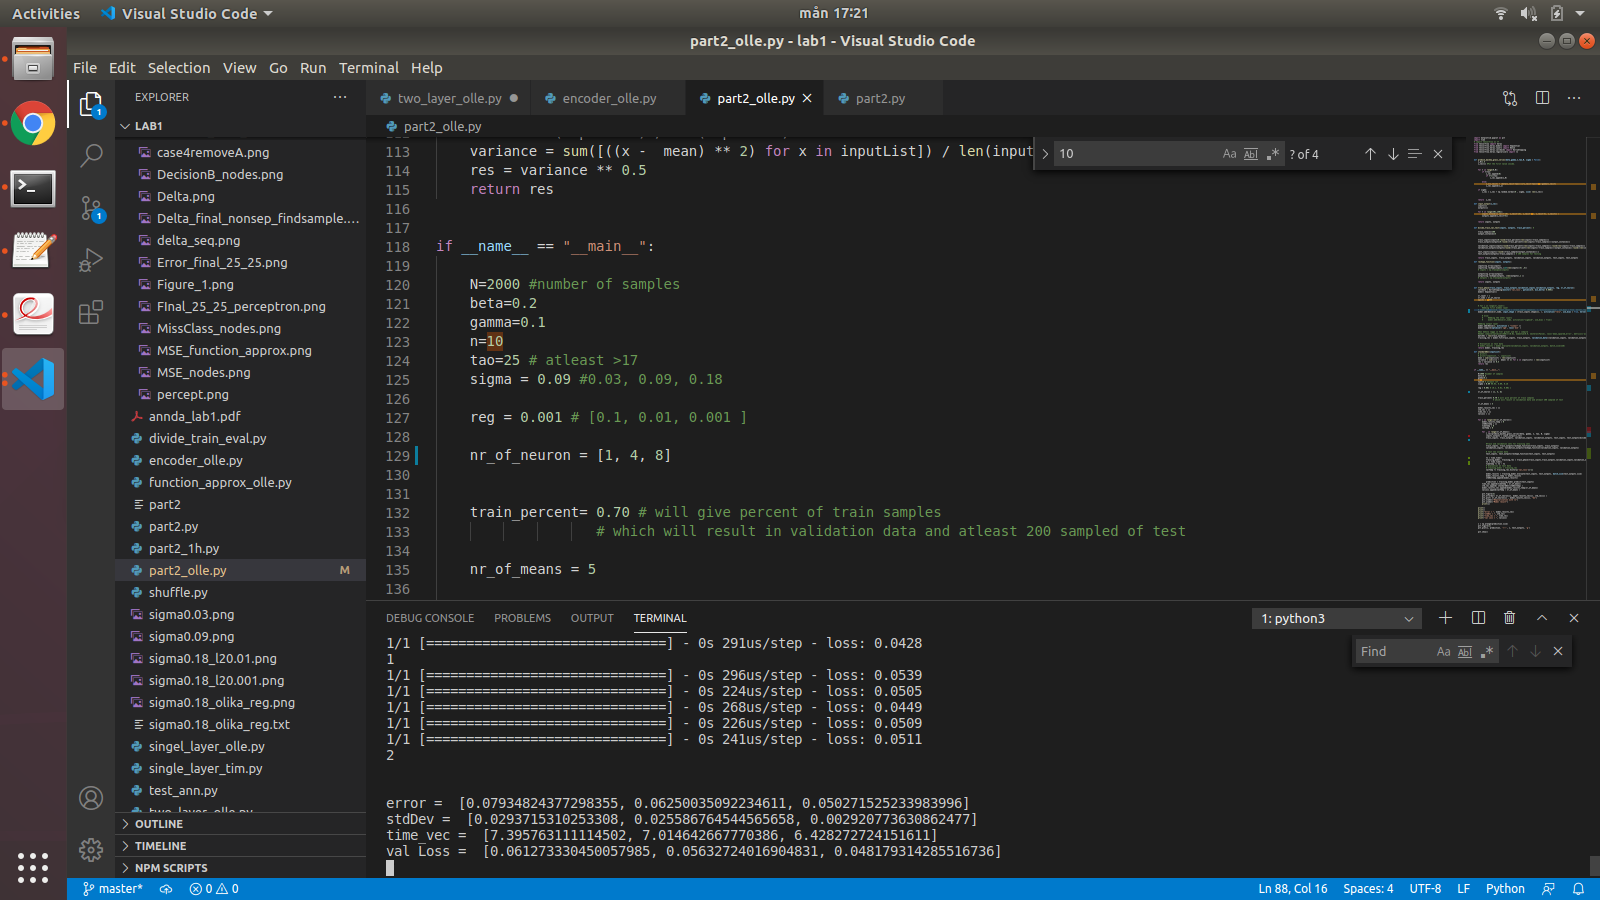 Activities
Visual Studio Code
mån 17:21
part2_olle.py - lab1 - Visual Studio Code
File Edit Selection View Go Run Terminal Help
EXPLORER
LAB1
case4removeA.png
DecisionB_nodes.png
Delta.png
Delta_final_nonsep_findsample....
delta_seq.png
Error_final_25_25.png
Figure_1.png
FInal_25_25_perceptron.png
MissClass_nodes.png
MSE_function_approx.png
MSE_nodes.png
percept.png
annda_lab1.pdf
divide_train_eval.py
encoder_olle.py
function_approx_olle.py
part2
part2.py
part2_1h.py
part2_olle.py M
shuffle.py
sigma0.03.png
sigma0.09.png
sigma0.18_l20.01.png
sigma0.18_l20.001.png
sigma0.18_olika_reg.png
sigma0.18_olika_reg.txt
singel_layer_olle.py
single_layer_tim.py
test_ann.py
two_layer_olle.py
OUTLINE
TIMELINE
NPM SCRIPTS
two_layer_olle.py
encoder_olle.py
part2_olle.py
part2.py
part2_olle.py
10
Aa Abl .*
? of 4
113 variance = sum([((x -  mean) ** 2) for x in inputList]) / len(input
114 res = variance ** 0.5
115 return res
116
117
118 if __name__ == "__main__":
119
120 N=2000 #number of samples
121 beta=0.2
122 gamma=0.1
123 n=10
124 tao=25 # atleast >17
125 sigma = 0.09 #0.03, 0.09, 0.18
126
127 reg = 0.001 # [0.1, 0.01, 0.001 ]
128
129 nr_of_neuron = [1, 4, 8]
130
131
132 train_percent= 0.70 # will give percent of train samples
133 # which will result in validation data and atleast 200 sampled of test
134
135 nr_of_means = 5
136
DEBUG CONSOLE PROBLEMS OUTPUT TERMINAL
1: python3
Find
Aa Abl .*
1/1 [==============================] - 0s 291us/step - loss: 0.0428
1
1/1 [==============================] - 0s 296us/step - loss: 0.0539
1/1 [==============================] - 0s 224us/step - loss: 0.0505
1/1 [==============================] - 0s 268us/step - loss: 0.0449
1/1 [==============================] - 0s 226us/step - loss: 0.0509
1/1 [==============================] - 0s 241us/step - loss: 0.0511
2
error =  [0.07934824377298355, 0.06250035092234611, 0.050271525233983996]
stdDev =  [0.0293715310253308, 0.025586764544565658, 0.002920773630862477]
time_vec =  [7.395763111114502, 7.014642667770386, 6.428272724151611]
val Loss =  [0.061273330450057985, 0.05632724016904831, 0.048179314285516736]
master* 0 0
Ln 88, Col 16 Spaces: 4 UTF-8 LF Python